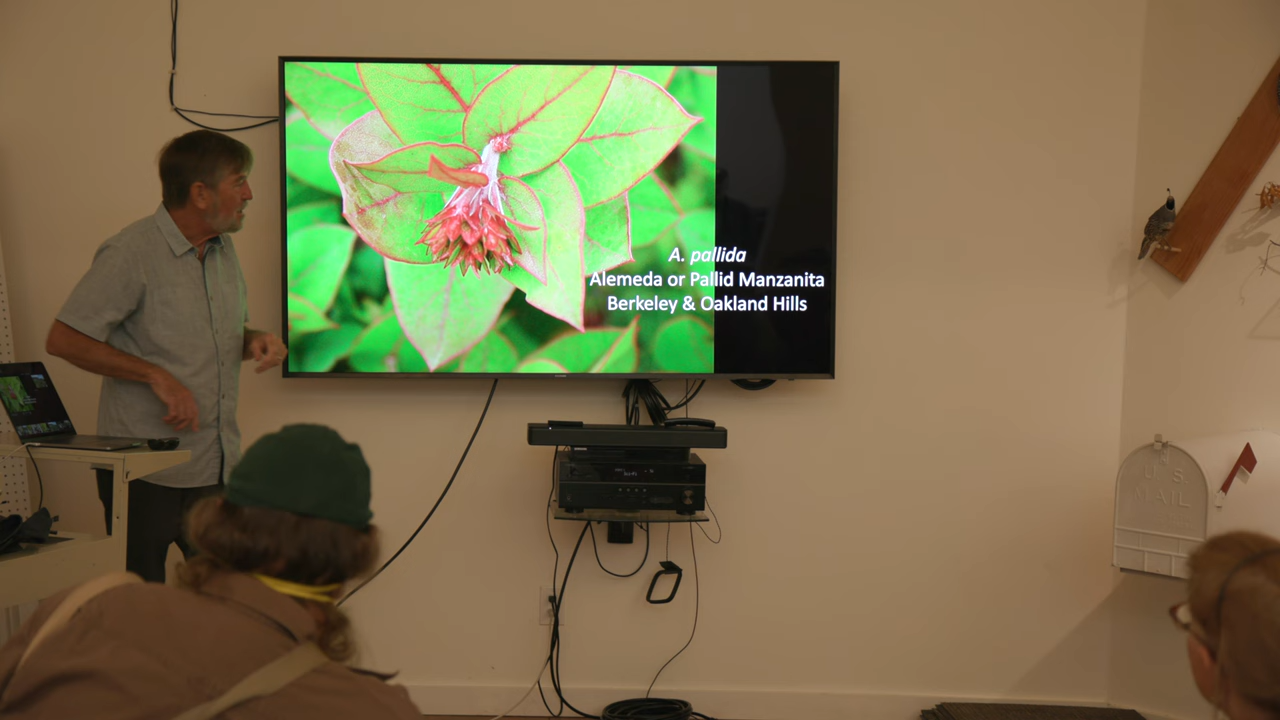 A. pallida
Alemeda or Pallid Manzanita
Berkeley & Oakland Hills
U.S.
MAIL